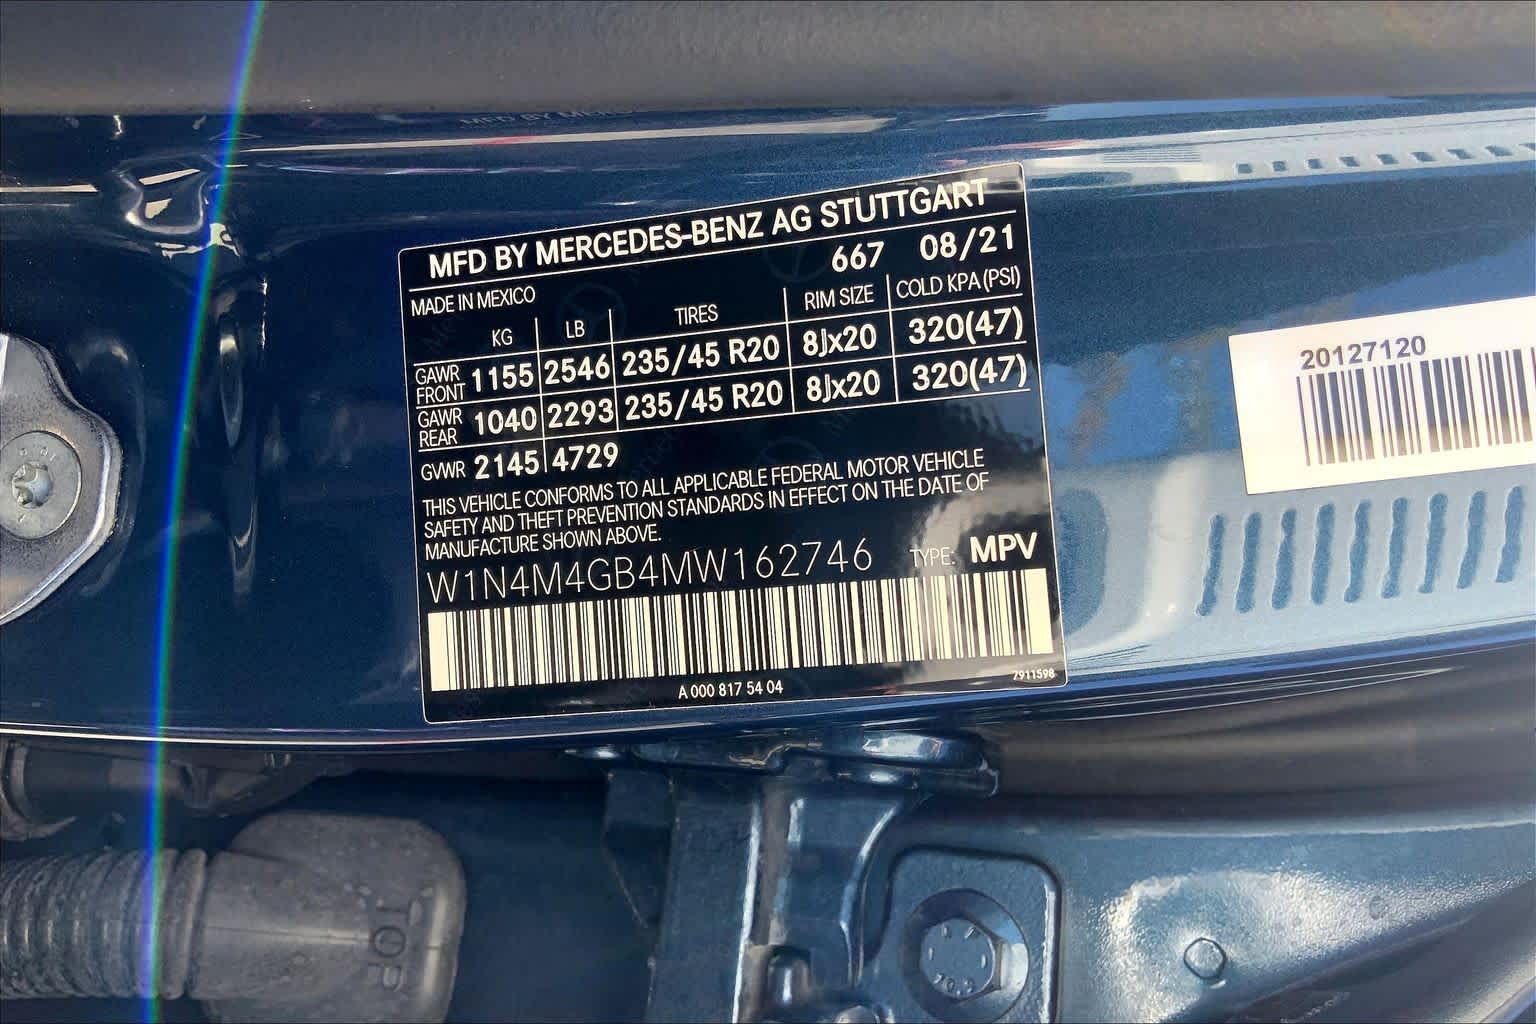 MFD BY MERCEDES-BENZ AG STUTTGART
667 08/21
MADE IN MEXICO
KG LB TIRES RIM SIZE COLD KPA (PSI)
GAWR FRONT 1155 2546 235/45 R20 8Jx20 320(47)
GAWR REAR 1040 2293 235/45 R20 8Jx20 320(47)
GVWR 2145 4729
THIS VEHICLE CONFORMS TO ALL APPLICABLE FEDERAL MOTOR VEHICLE
SAFETY AND THEFT PREVENTION STANDARDS IN EFFECT ON THE DATE OF
MANUFACTURE SHOWN ABOVE.
W1N4M4GB4MW162746 TYPE: MPV
A 000 817 54 04
7911598
20127120
TOP